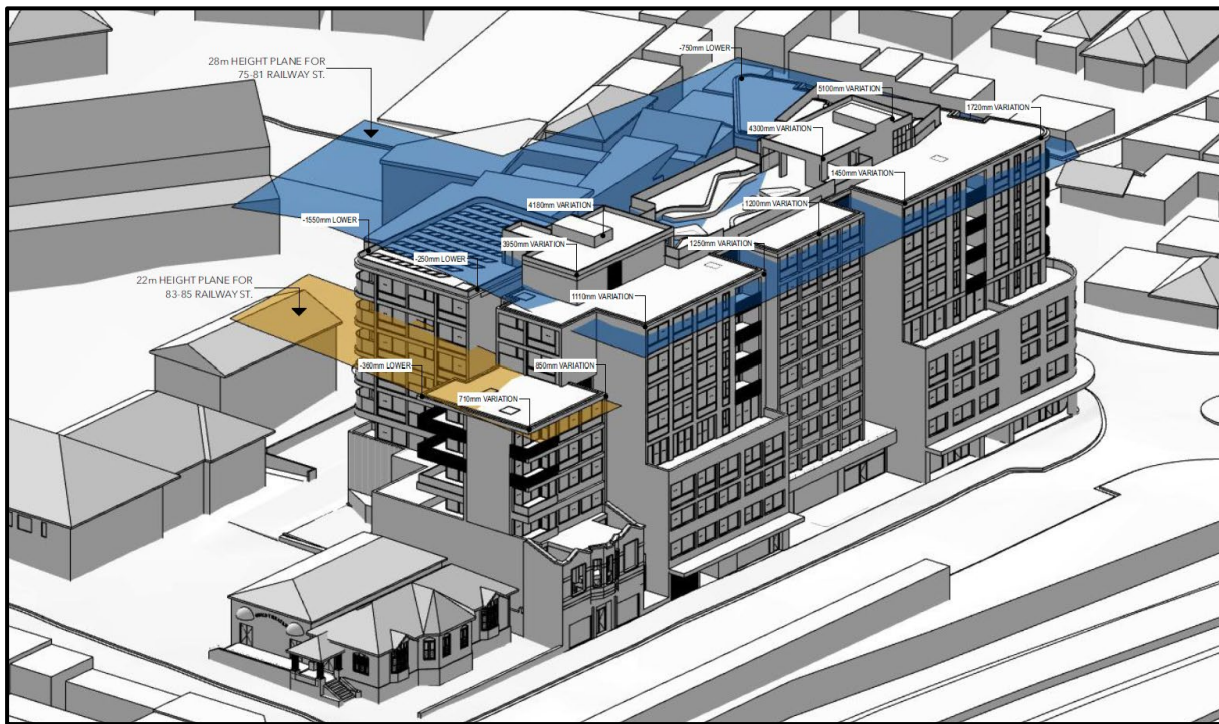 28m HEIGHT PLANE FOR
75-81 RAILWAY ST.
-750mm LOWER
5100mm VARIATION
1720mm VARIATION
4300mm VARIATION
1450mm VARIATION
1200mm VARIATION
4180mm VARIATION
-1550mm LOWER
3950mm VARIATION
1250mm VARIATION
-250mm LOWER
22m HEIGHT PLANE FOR
83-85 RAILWAY ST.
1110mm VARIATION
-360mm LOWER
850mm VARIATION
710mm VARIATION